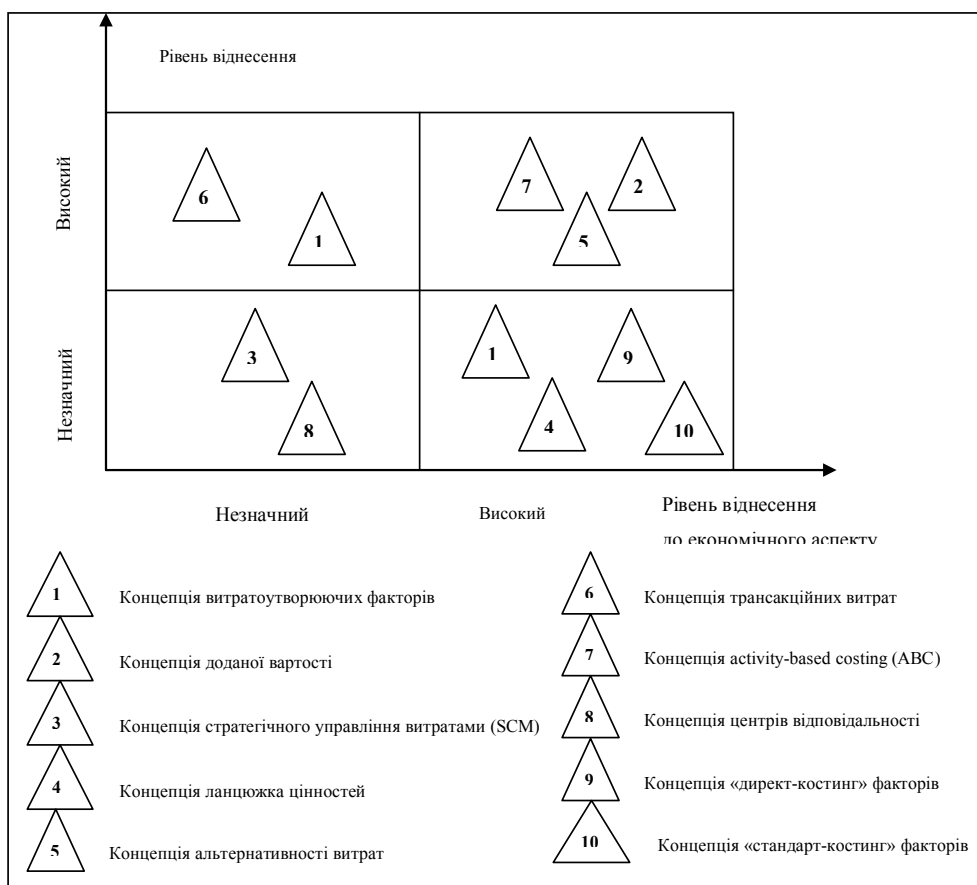 Рівень віднесення
Високий
6
1
7
2
5
Незначний
3
8
1
9
4
10
Незначний
Високий
Рівень віднесення
до економічного аспекту
1
Концепція витратоутворюючих факторів
2
Концепція доданої вартості
3
Концепція стратегічного управління витратами (SCM)
4
Концепція ланцюжка цінностей
5
Концепція альтернативності витрат
6
Концепція трансакційних витрат
7
Концепція activity-based costing (ABC)
8
Концепція центрів відповідальності
9
Концепція «директ-костинг» факторів
10
Концепція «стандарт-костинг» факторів